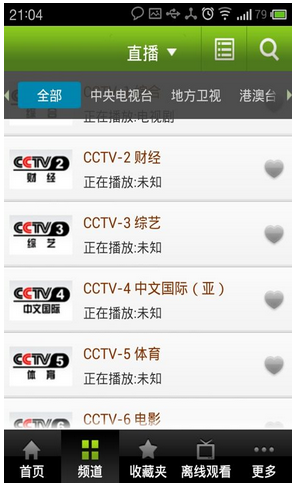 21:04
79
直播
全部 中央电视台 地方卫视 港澳台
正在播放:电视剧
CCTV 2 财经
CCTV-2 财经
正在播放:未知
CCTV 3 综艺
CCTV-3 综艺
正在播放:未知
CCTV 4 中文国际
CCTV-4 中文国际（亚）
正在播放:未知
CCTV 5 体育
CCTV-5 体育
正在播放:未知
CCTV 6
CCTV-6 电影
首页 频道 收藏夹 离线观看 更多